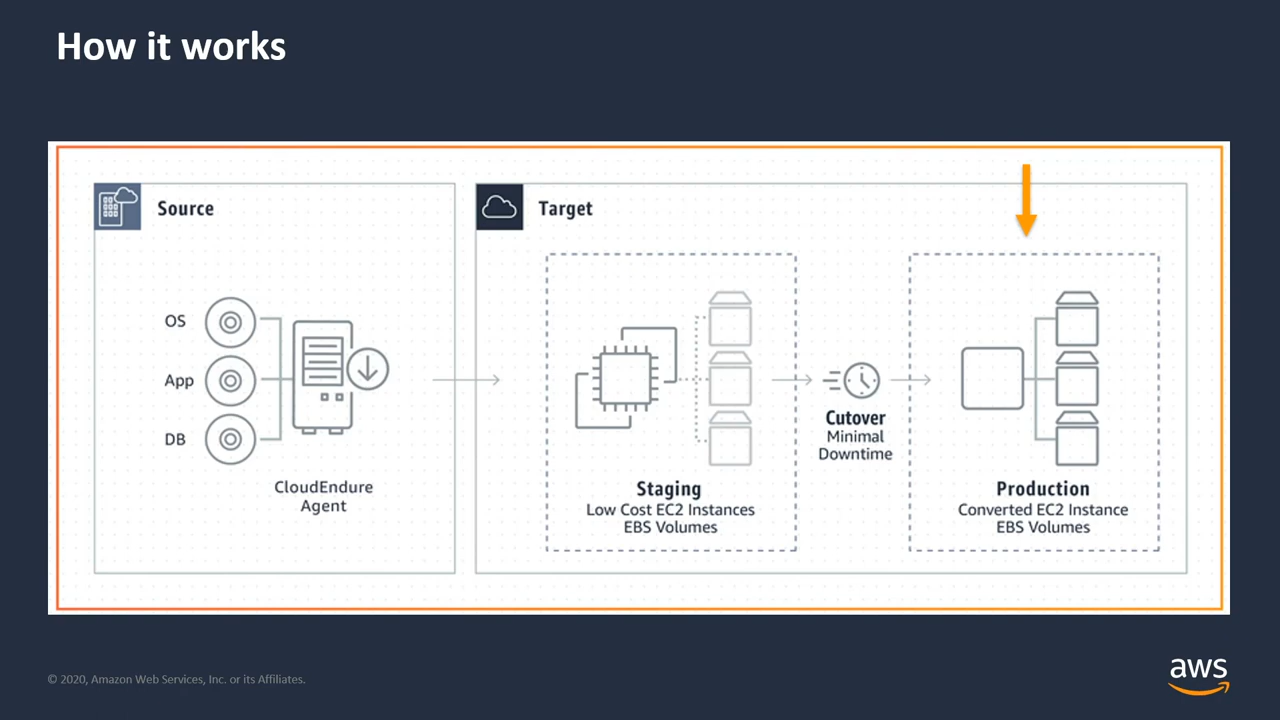 How it works
Source
OS
App
DB
CloudEndure
Agent
Target
Staging
Low Cost EC2 Instances
EBS Volumes
Cutover
Minimal
Downtime
Production
Converted EC2 Instance
EBS Volumes
© 2020, Amazon Web Services, Inc. or its Affiliates.
aws